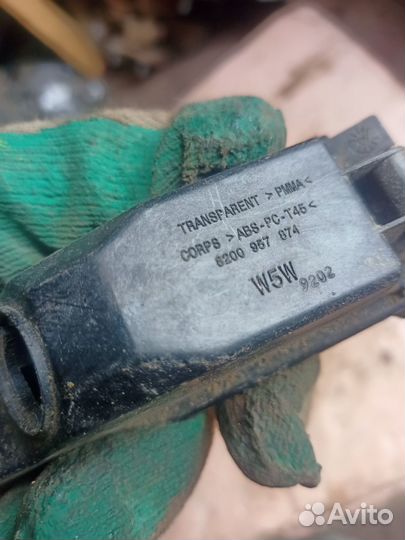 TRANSPARENT >PMMA<
CORPS >ABS-PC-T45<
8200 957 874
W5W
9202
Avito